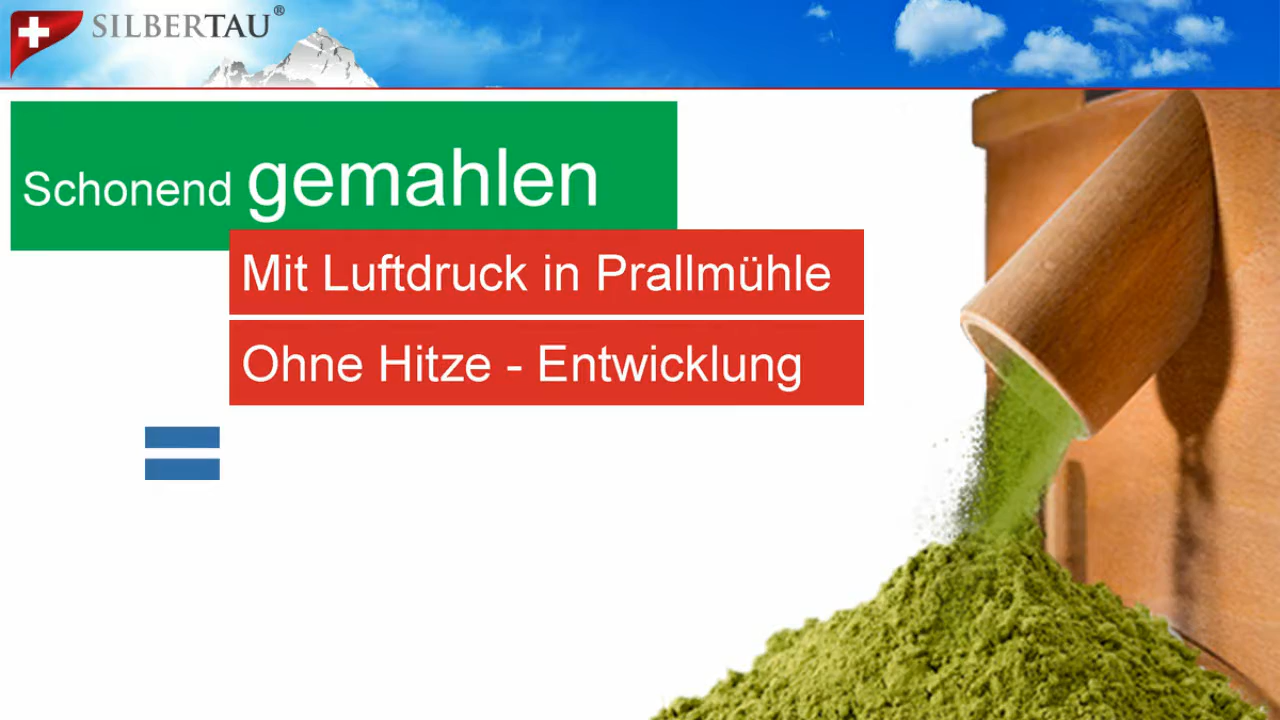 SILBERTAU®
Schonend gemahlen
Mit Luftdruck in Prallmühle
Ohne Hitze - Entwicklung
=